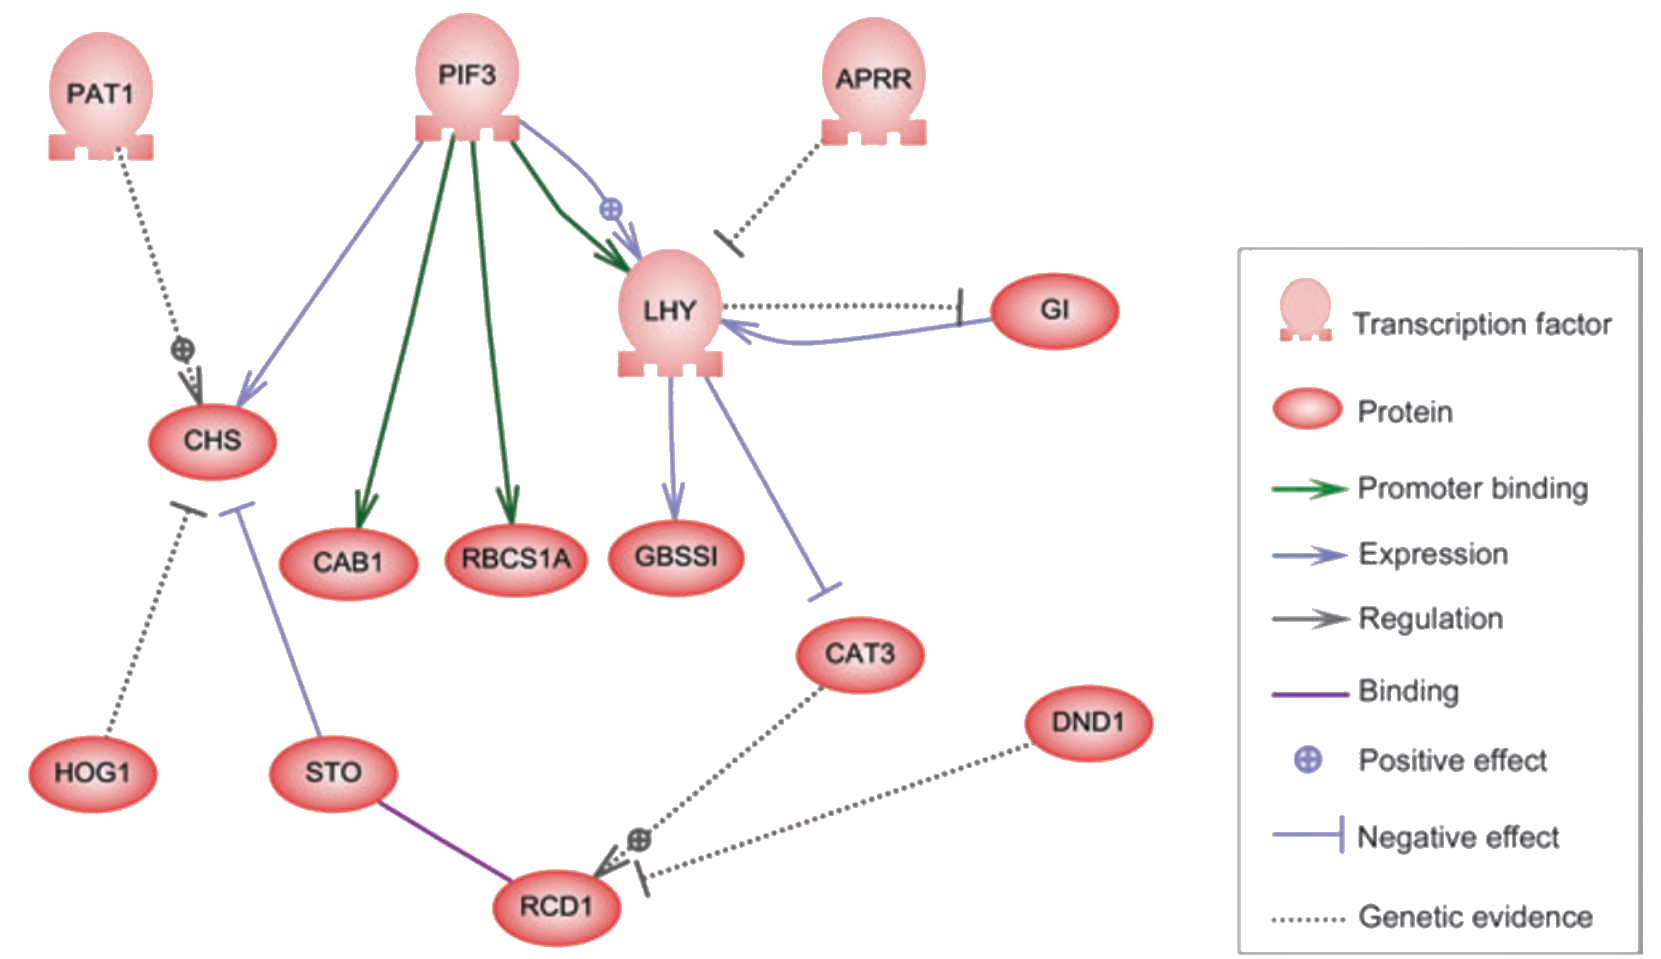 PAT1
PIF3
APRR
LHY
GI
CHS
CAB1
RBCS1A
GBSSI
CAT3
DND1
HOG1
STO
RCD1
Transcription factor
Protein
Promoter binding
Expression
Regulation
Binding
Positive effect
Negative effect
Genetic evidence